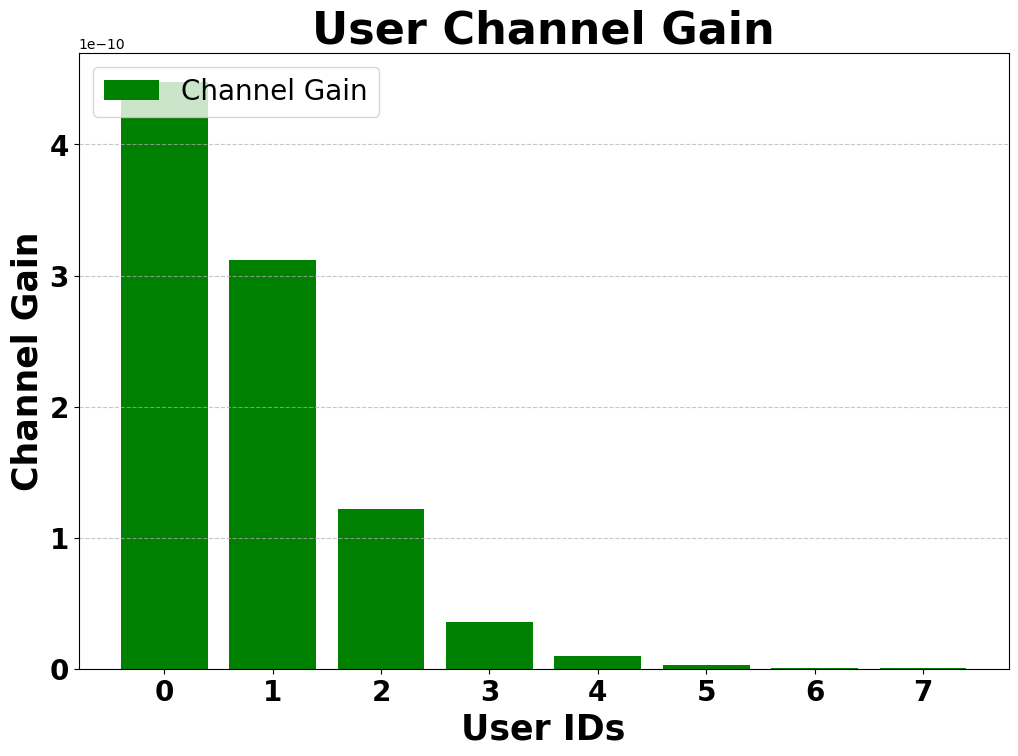 User Channel Gain
1e−10
Channel Gain
4
3
2
1
0
Channel Gain
0 1 2 3 4 5 6 7
User IDs